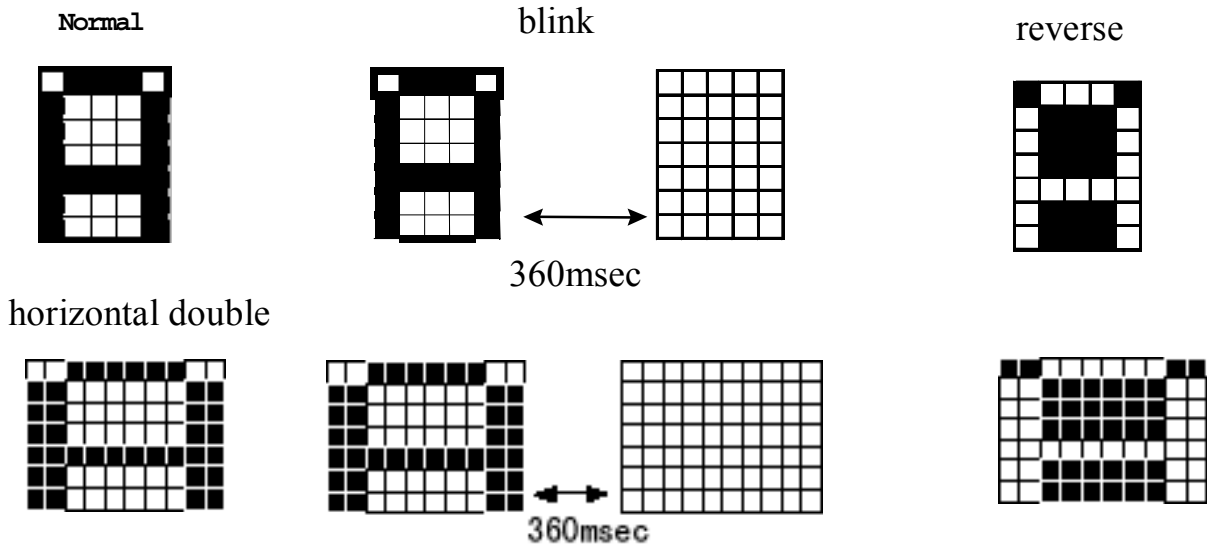 Normal
blink
reverse
360msec
horizontal double
360msec